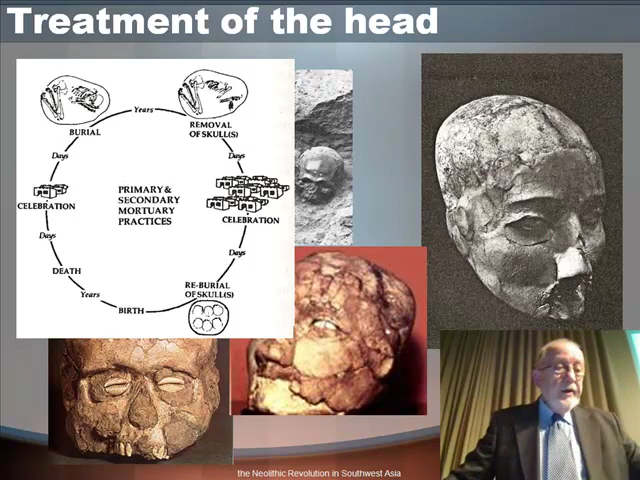 Treatment of the head
Years
BURIAL
REMOVAL
OF SKULL(S)
Days
Days
PRIMARY &
SECONDARY
MORTUARY
PRACTICES
CELEBRATION
CELEBRATION
Days
Days
DEATH
RE-BURIAL
OF SKULL(S)
Years
BIRTH
the Neolithic Revolution in Southwest Asia